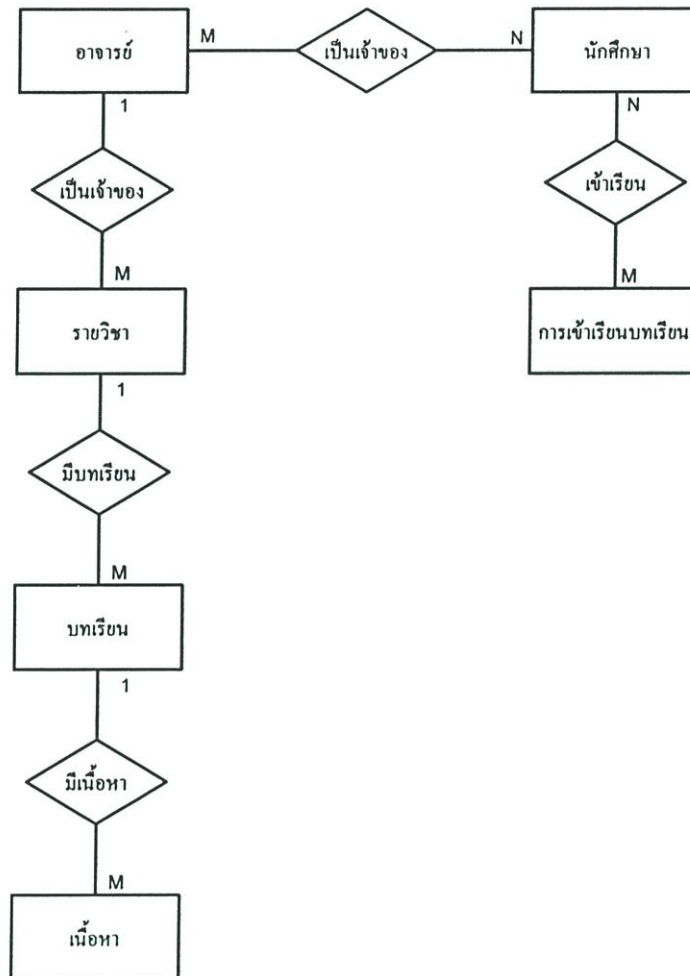 อาจารย์ M เป็นเจ้าของ N นักศึกษา
1 N
เป็นเจ้าของ เข้าเรียน
M M
รายวิชา การเข้าเรียนบทเรียน
1
มีบทเรียน
M
บทเรียน
1
มีเนื้อหา
M
เนื้อหา